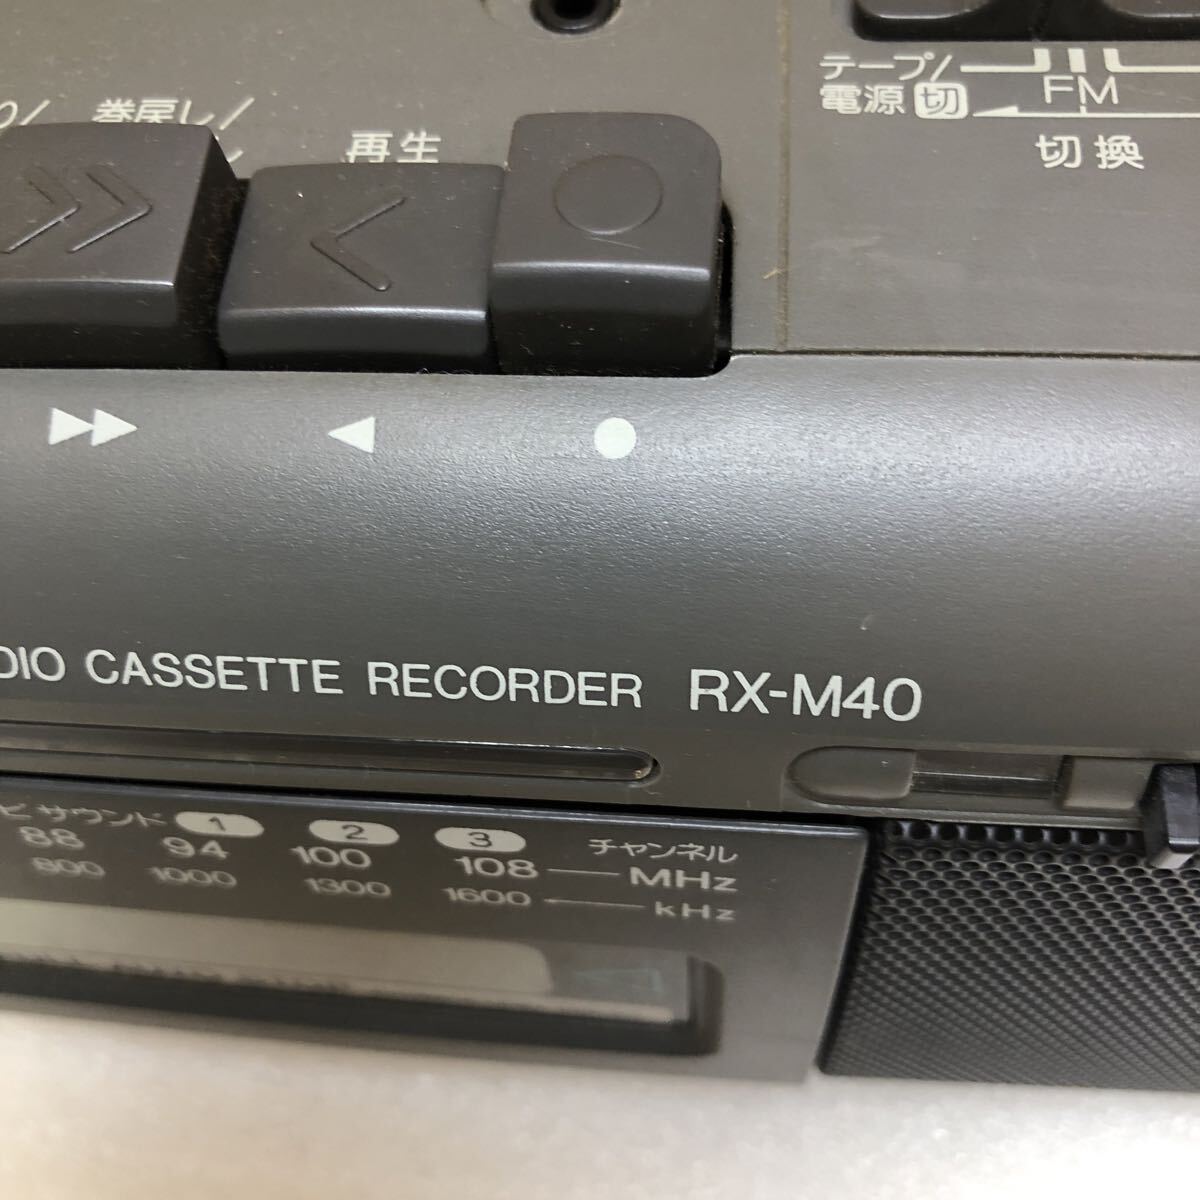 テープ/
電源 切
FM
切換
巻戻し/
再生
CASSETTE RECORDER RX-M40
サウンド 1 2 3 チャンネル
88 94 100 108 MHz
800 1000 1300 1600 kHz